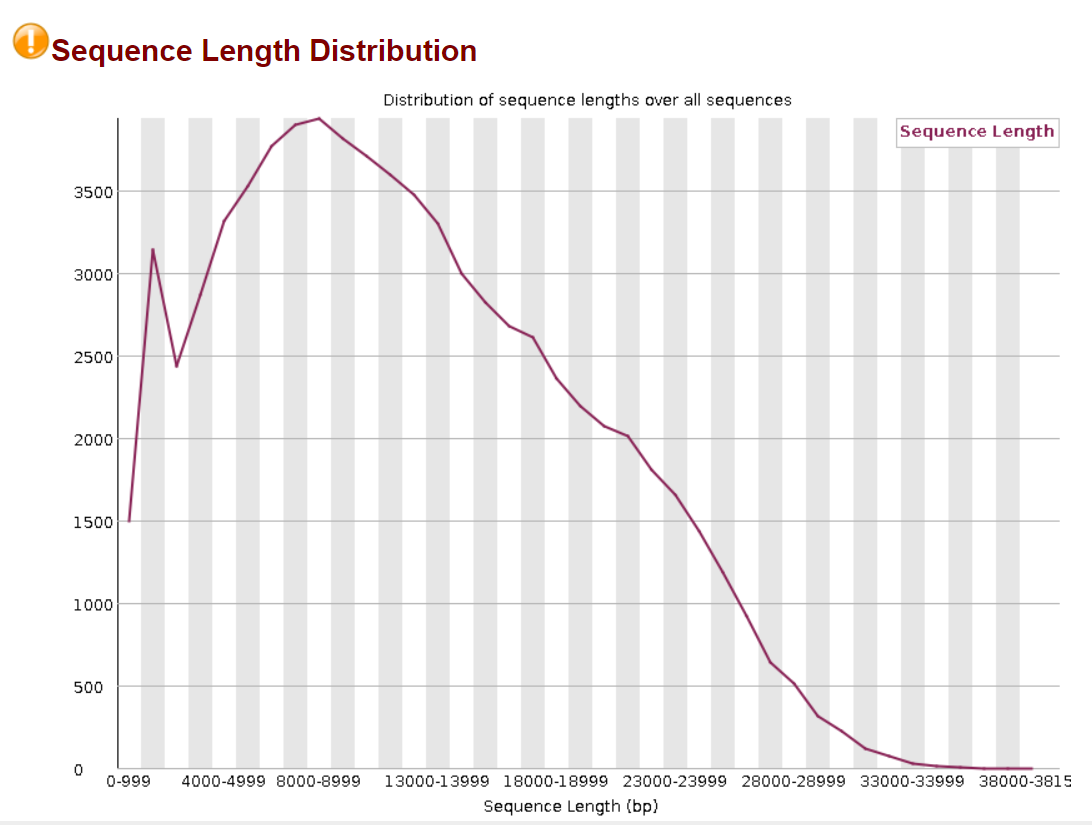 Sequence Length Distribution
Distribution of sequence lengths over all sequences
Sequence Length
3500
3000
2500
2000
1500
1000
500
0
0-999 4000-4999 8000-8999 13000-13999 18000-18999 23000-23999 28000-28999 33000-33999 38000-3815
Sequence Length (bp)